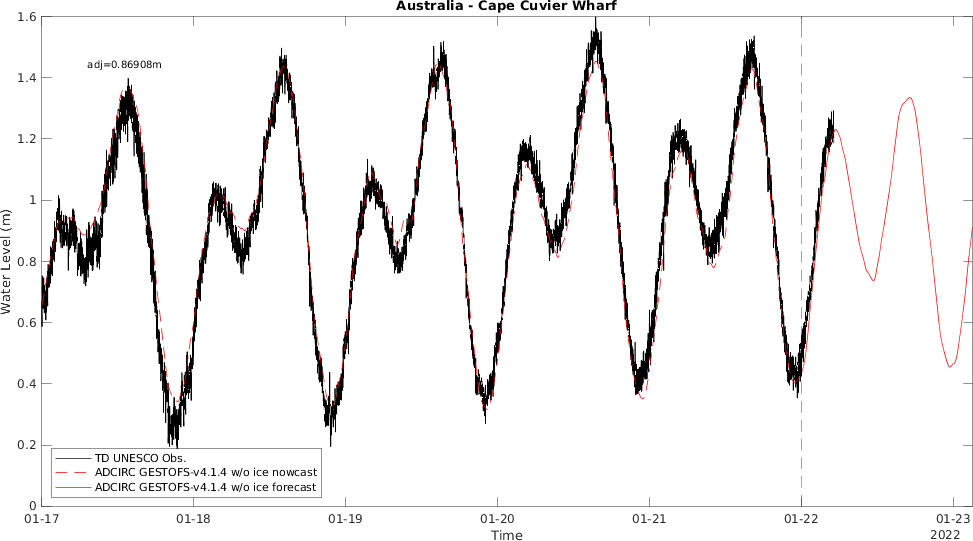 Australia - Cape Cuvier Wharf
1.6
adj=0.86908m
1.4
1.2
1
0.8
0.6
0.4
0.2
0
Water Level (m)
TD UNESCO Obs.
ADCIRC GESTOFS-v4.1.4 w/o ice nowcast
ADCIRC GESTOFS-v4.1.4 w/o ice forecast
01-17 01-18 01-19 01-20 01-21 01-22 01-23
Time
2022